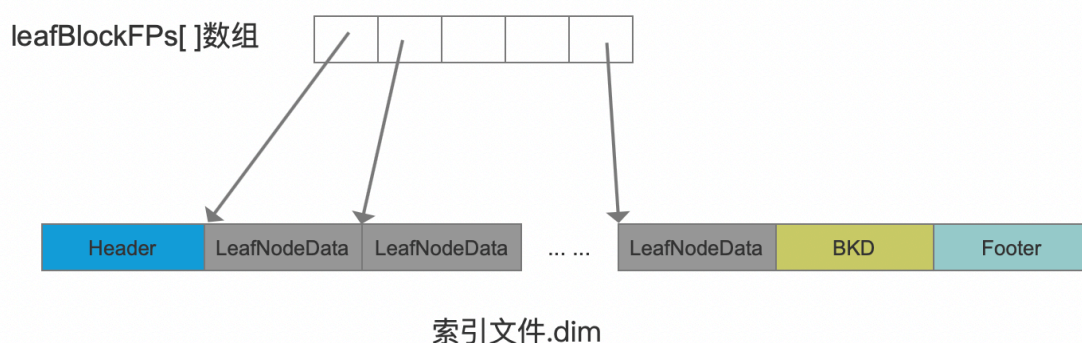 leafBlockFPs[ ]数组
Header LeafNodeData LeafNodeData ... ... LeafNodeData BKD Footer
索引文件.dim